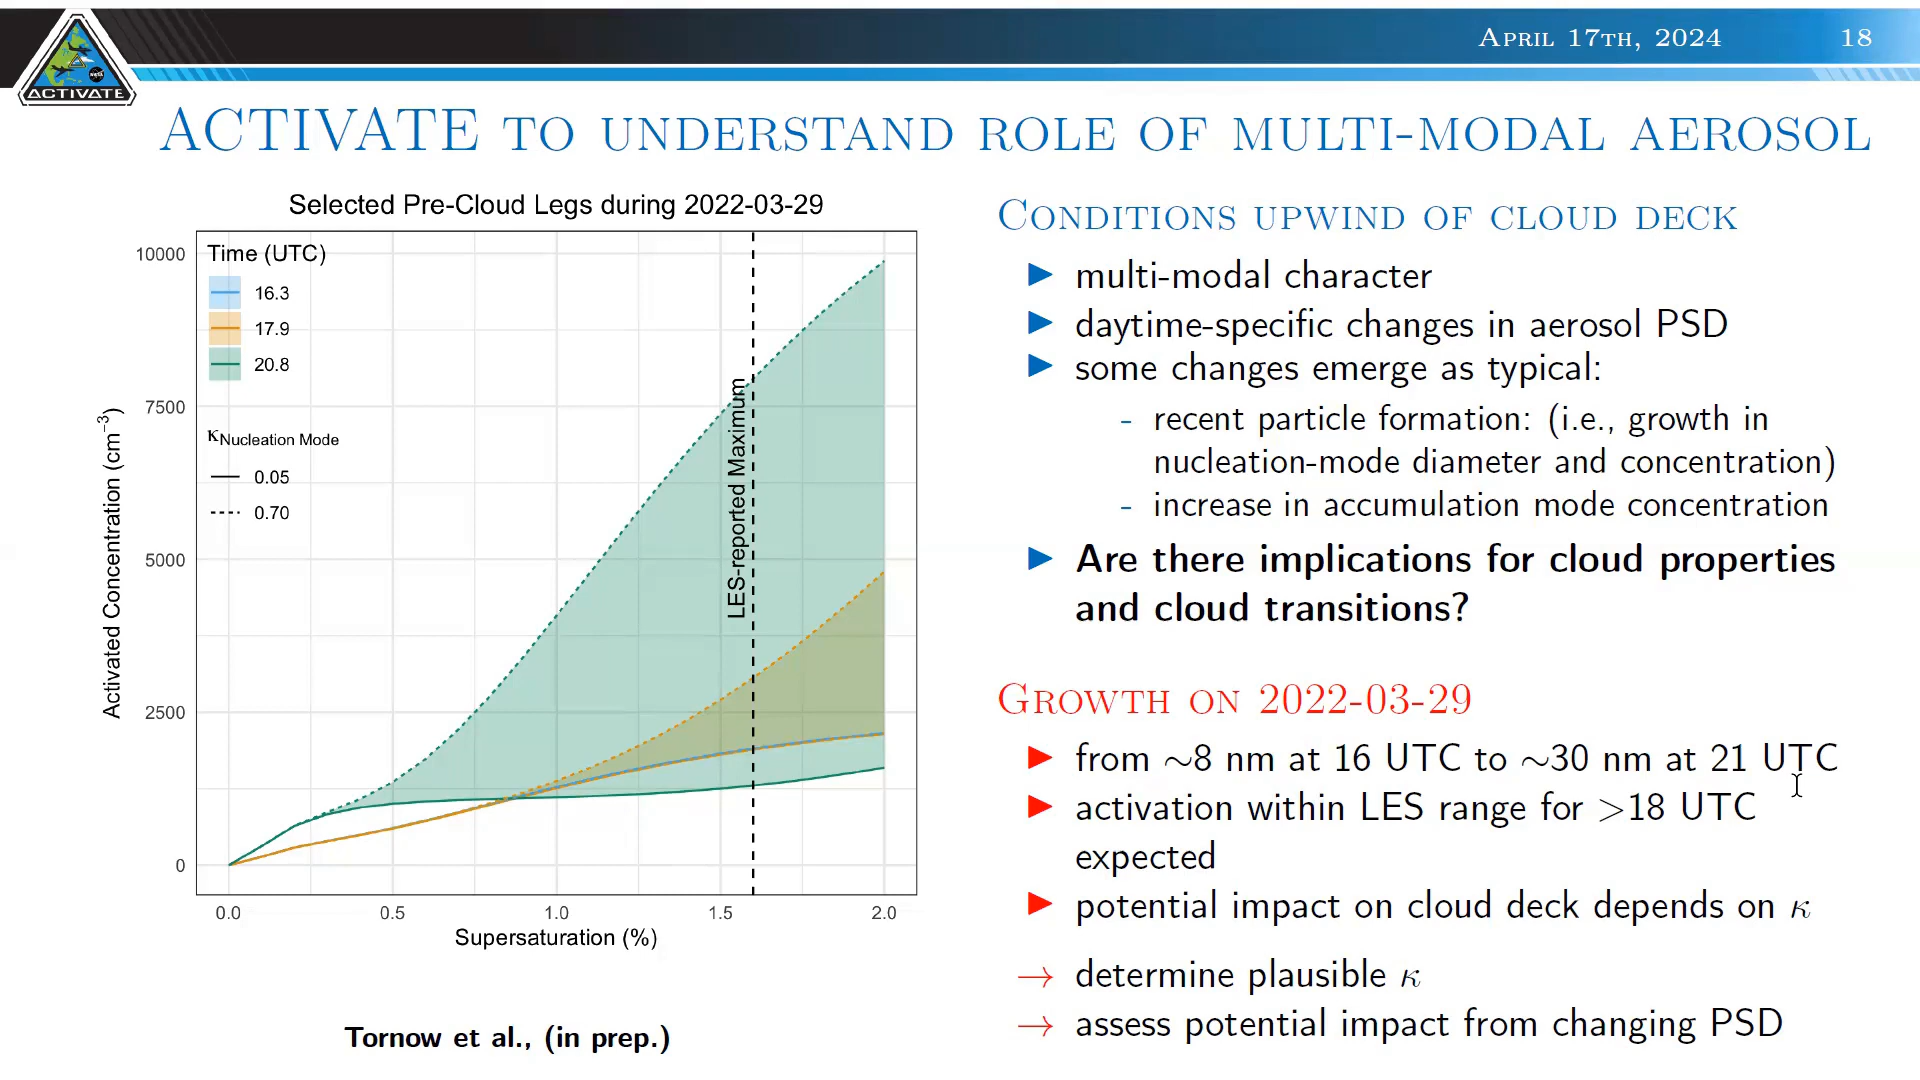 April 17th, 2024 18
ACTIVATE
ACTIVATE to understand role of multi-modal aerosol
Selected Pre-Cloud Legs during 2022-03-29
Time (UTC)
16.3
17.9
20.8
κNucleation Mode
0.05
0.70
LES-reported Maximum
Activated Concentration (cm⁻³)
10000
7500
5000
2500
0
0.0 0.5 1.0 1.5 2.0
Supersaturation (%)
Tornow et al., (in prep.)
Conditions upwind of cloud deck
▶ multi-modal character
▶ daytime-specific changes in aerosol PSD
▶ some changes emerge as typical:
- recent particle formation: (i.e., growth in
nucleation-mode diameter and concentration)
- increase in accumulation mode concentration
▶ Are there implications for cloud properties
and cloud transitions?
Growth on 2022-03-29
▶ from ~8 nm at 16 UTC to ~30 nm at 21 UTC
▶ activation within LES range for >18 UTC
expected
▶ potential impact on cloud deck depends on κ
→ determine plausible κ
→ assess potential impact from changing PSD